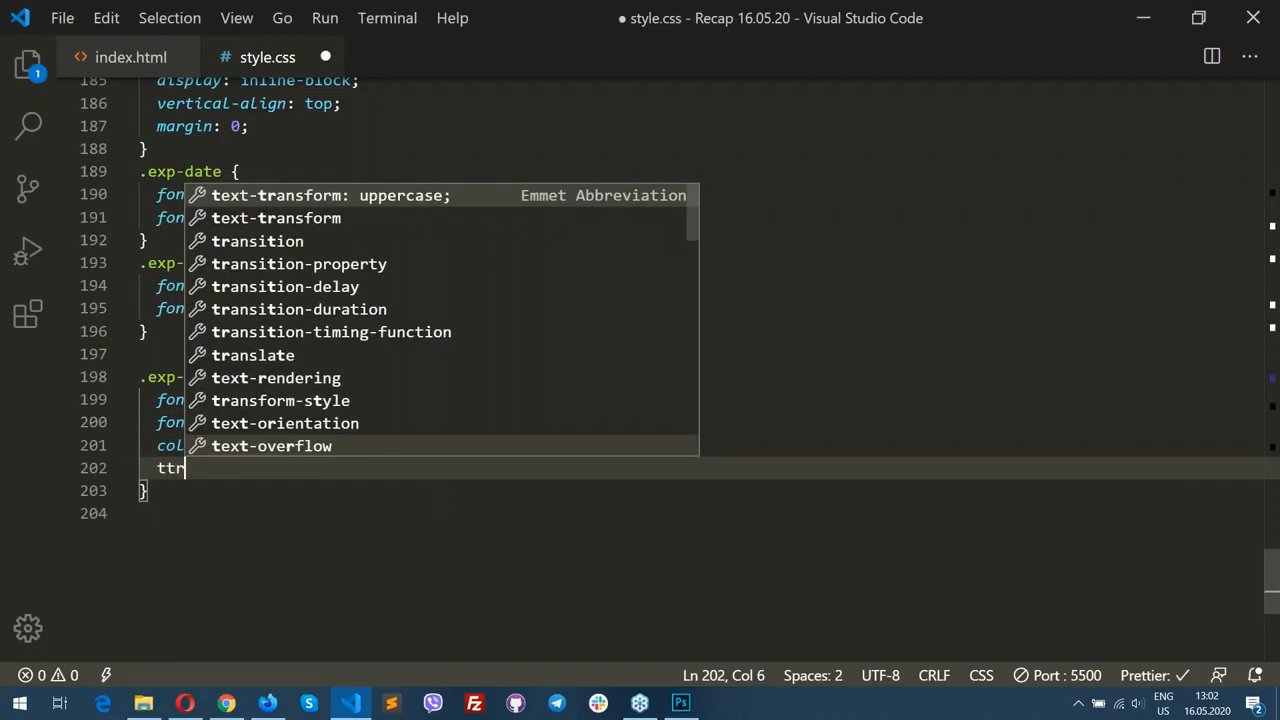 File Edit Selection View Go Run Terminal Help ● style.css - Recap 16.05.20 - Visual Studio Code
<> index.html # style.css ●
1
185 display: inline-block;
186 vertical-align: top;
187 margin: 0;
188 }
189 .exp-date {
190 fon text-transform: uppercase; Emmet Abbreviation
191 fon text-transform
192 } transition
193 .exp- transition-property
194 fon transition-delay
195 fon transition-duration
196 } transition-timing-function
197 translate
198 .exp- text-rendering
199 fon transform-style
200 fon text-orientation
201 col text-overflow
202 ttr
203 }
204
0 0 Ln 202, Col 6 Spaces: 2 UTF-8 CRLF CSS Port : 5500 Prettier: ✓
ENG 13:02
US 16.05.2020 2